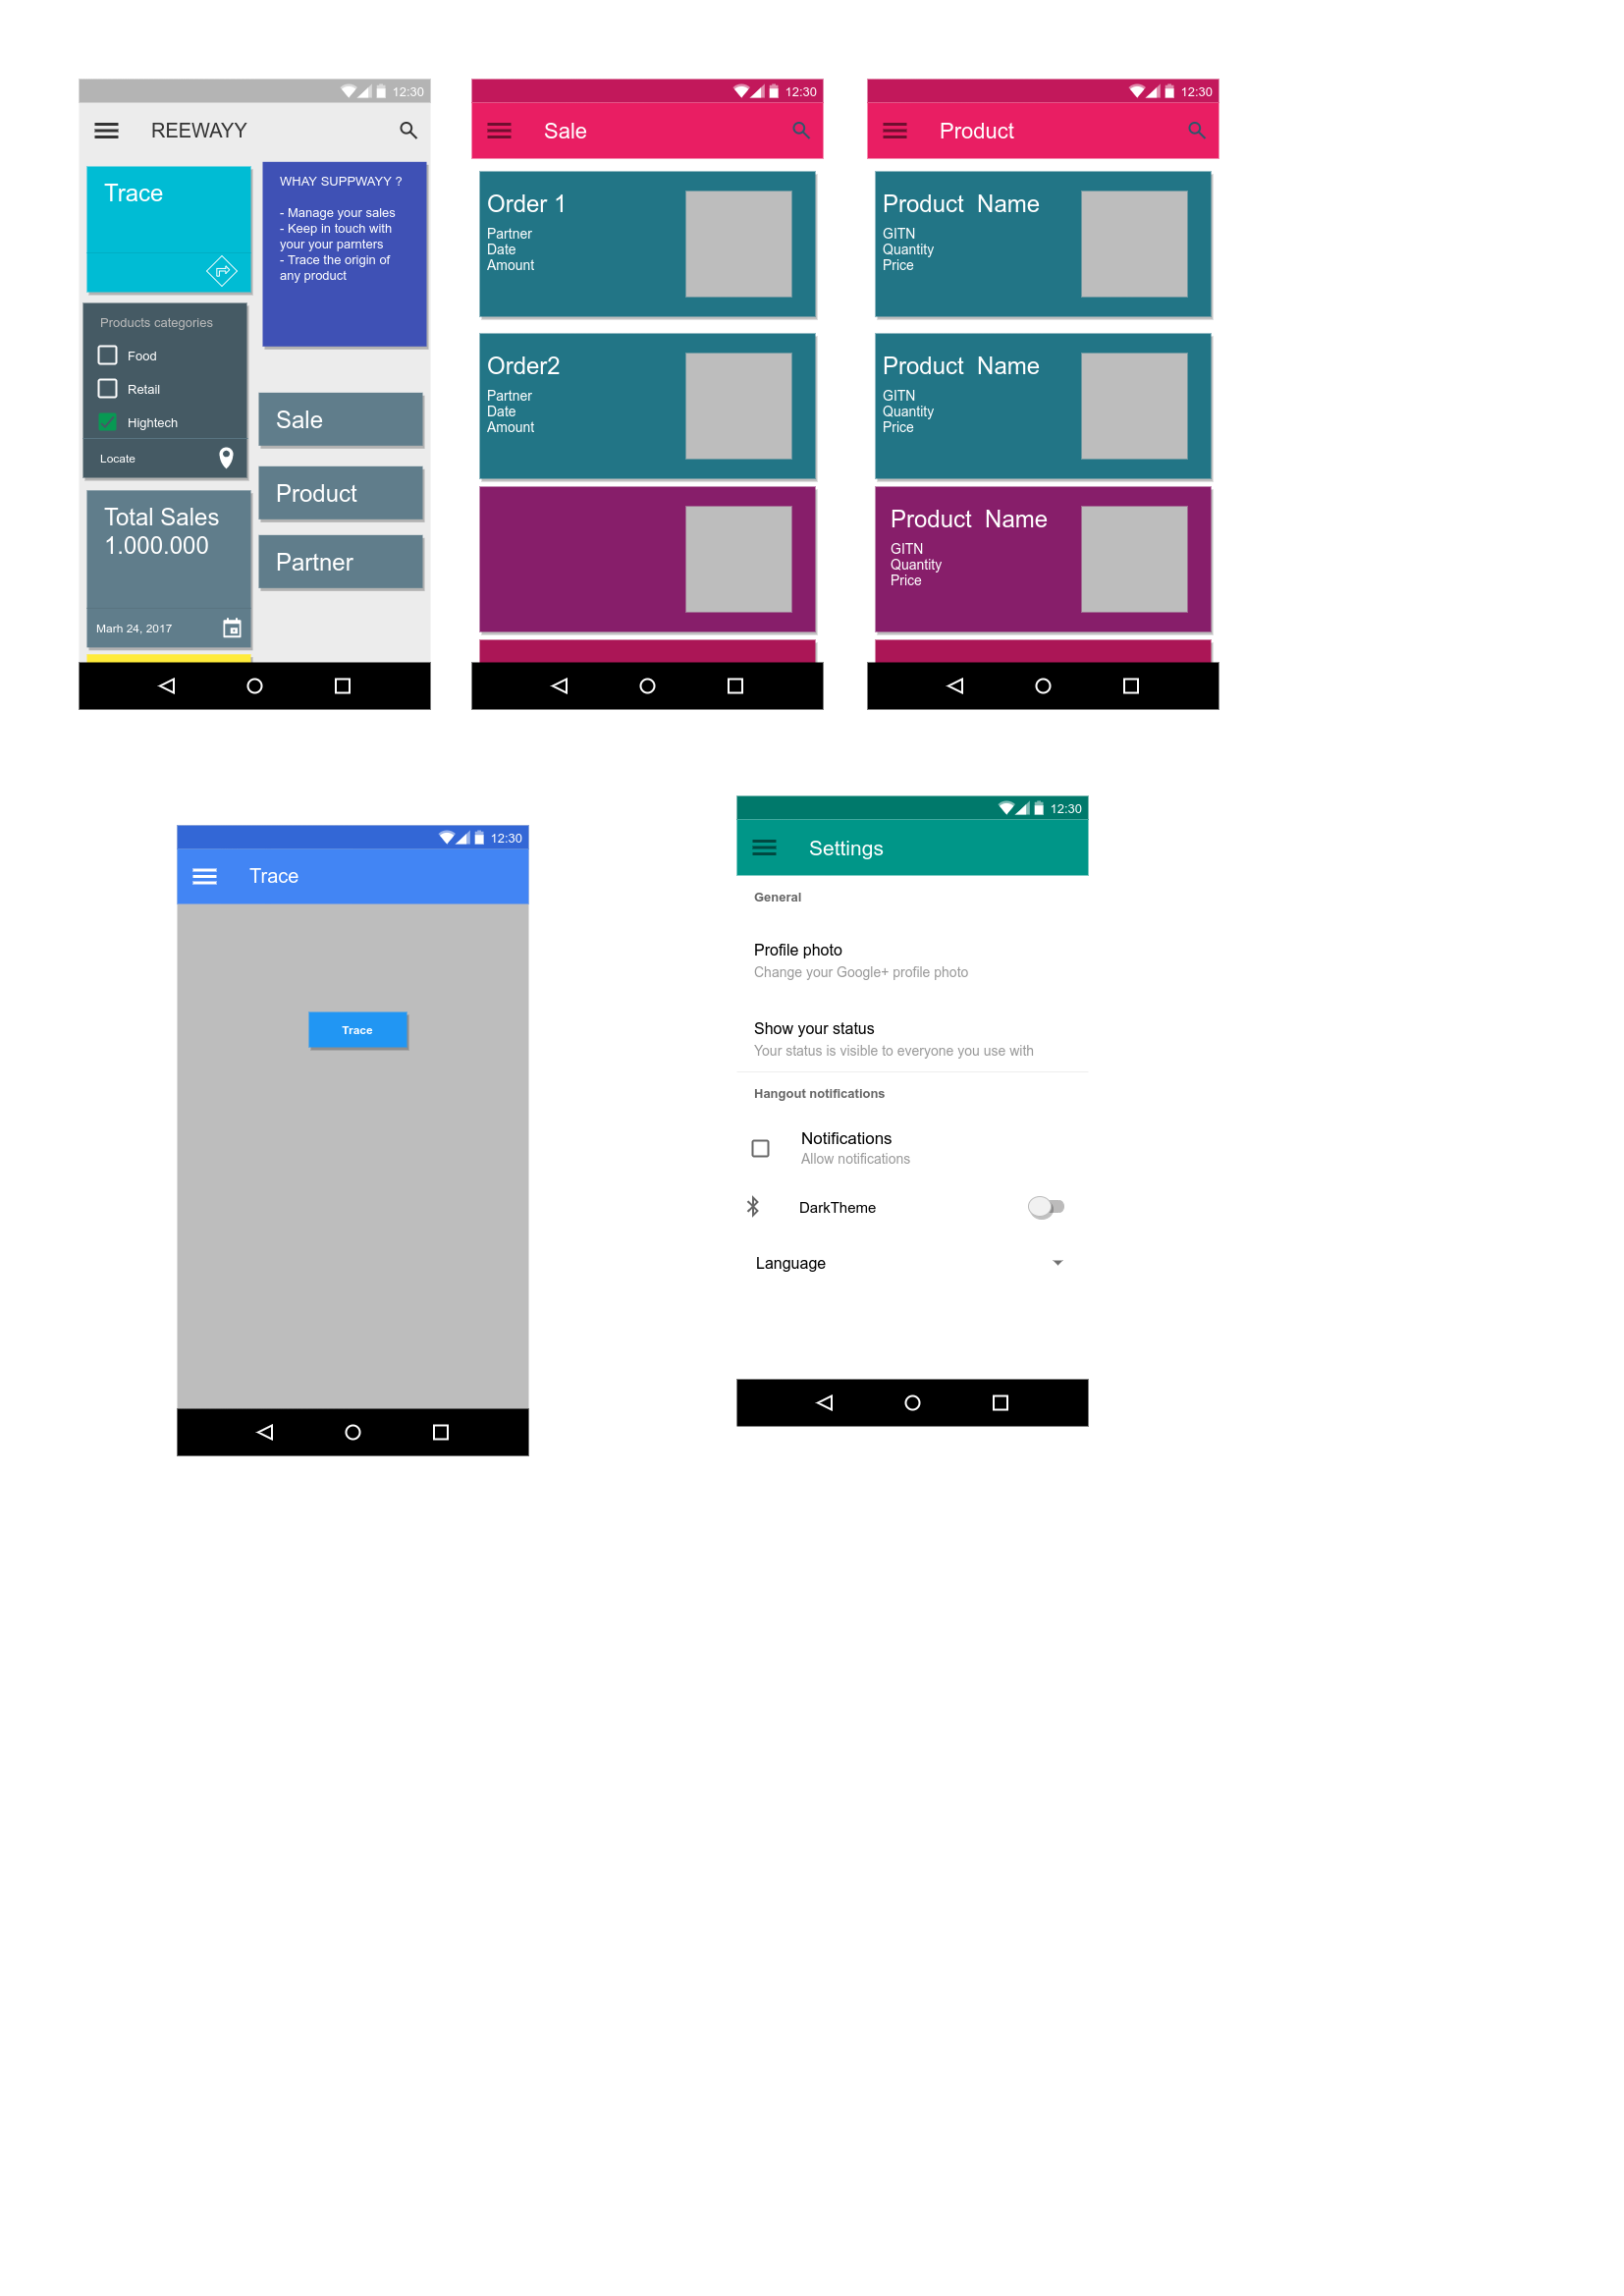 12:30
REEWAYY
Trace
WHAY SUPPWAYY ?
- Manage your sales
- Keep in touch with
your your parnters
- Trace the origin of
any product
Products categories
Food
Retail
Hightech
Locate
Sale
Product
Partner
Total Sales
1.000.000
Marh 24, 2017
12:30
Sale
Order 1
Partner
Date
Amount
Order2
Partner
Date
Amount
12:30
Product
Product  Name
GITN
Quantity
Price
Product  Name
GITN
Quantity
Price
Product  Name
GITN
Quantity
Price
12:30
Trace
Trace
12:30
Settings
General
Profile photo
Change your Google+ profile photo
Show your status
Your status is visible to everyone you use with
Hangout notifications
Notifications
Allow notifications
DarkTheme
Language